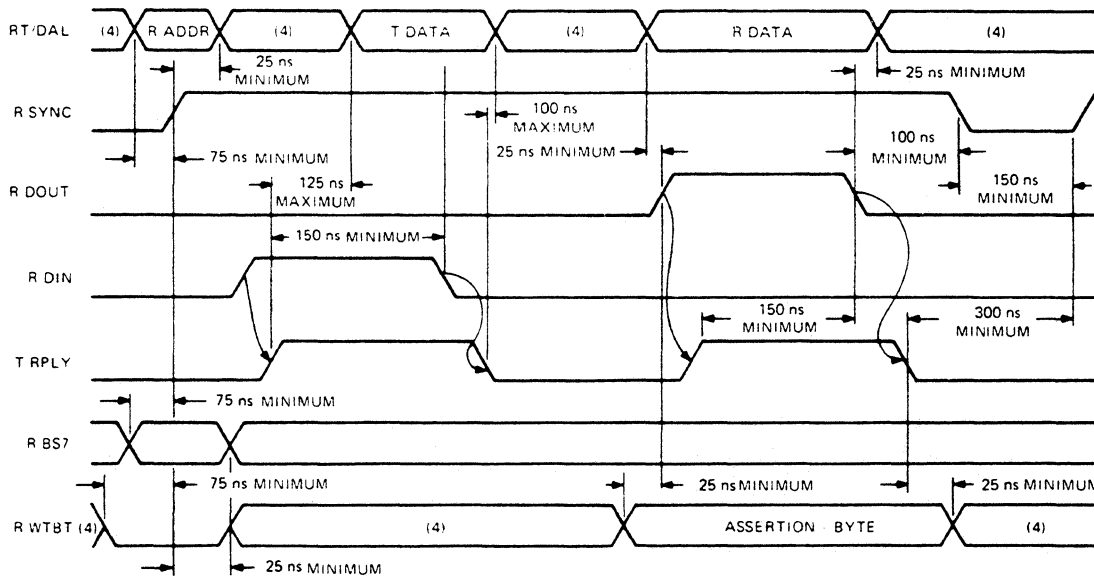 RT/DAL (4) R ADDR (4) T DATA (4) R DATA (4)
25 ns MINIMUM
25 ns MINIMUM
R SYNC
100 ns MAXIMUM
100 ns MINIMUM
75 ns MINIMUM
25 ns MINIMUM
125 ns MAXIMUM
150 ns MINIMUM
R DOUT
150 ns MINIMUM
R DIN
150 ns MINIMUM
300 ns MINIMUM
T RPLY
75 ns MINIMUM
R BS7
75 ns MINIMUM
25 ns MINIMUM
25 ns MINIMUM
R WTBT (4) (4) ASSERTION - BYTE (4)
25 ns MINIMUM